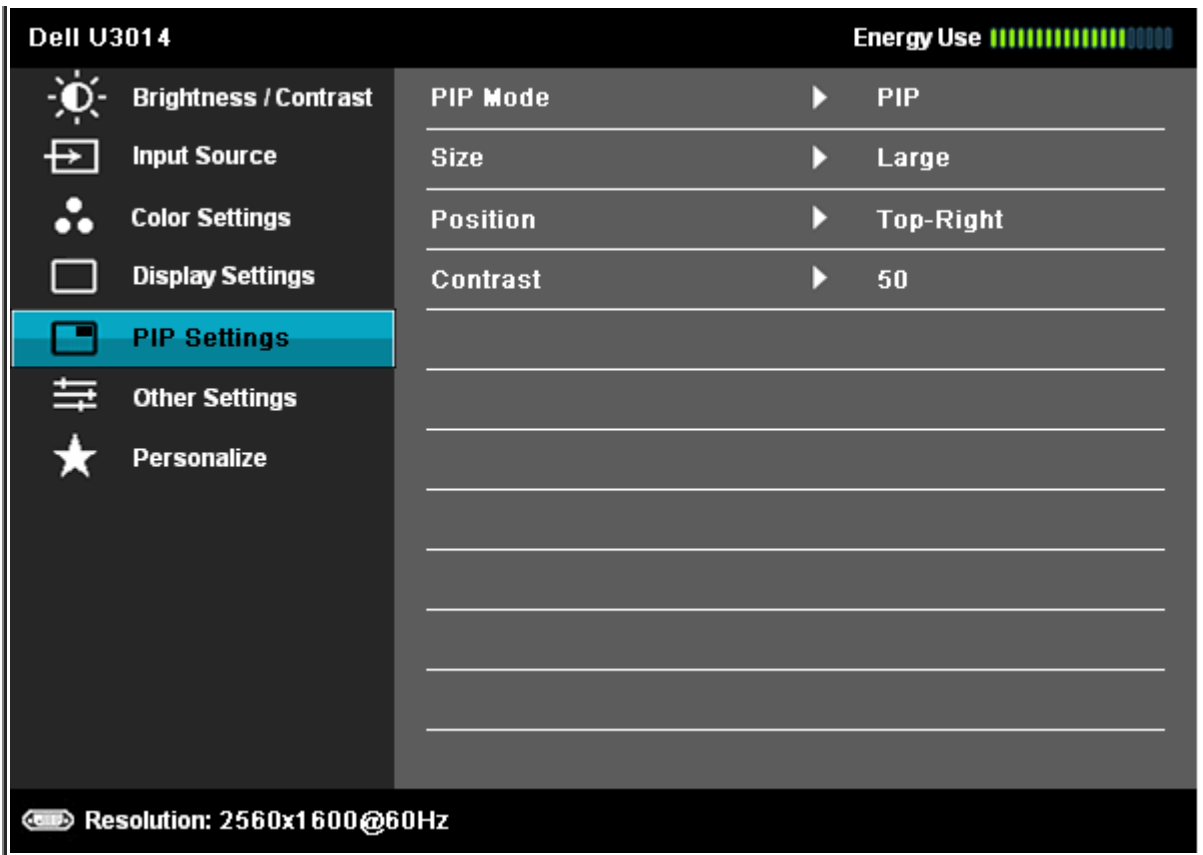 Dell U3014 Energy Use
Brightness / Contrast PIP Mode PIP
Input Source Size Large
Color Settings Position Top-Right
Display Settings Contrast 50
PIP Settings
Other Settings
Personalize
Resolution: 2560x1600@60Hz